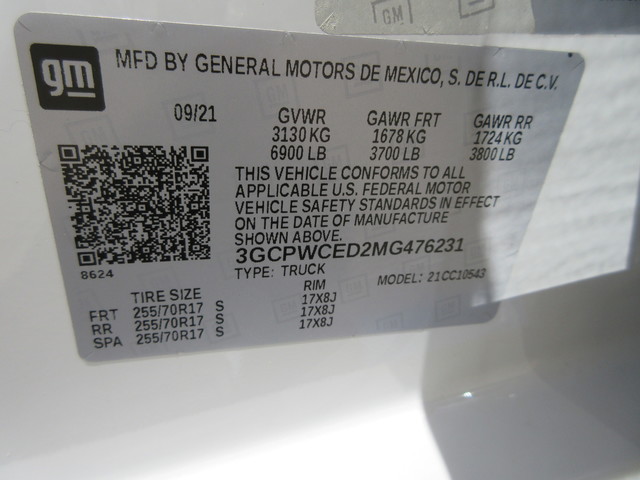 GM
gm
MFD BY GENERAL MOTORS DE MEXICO, S. DE R.L. DE C.V.
09/21 GVWR GAWR FRT GAWR RR
3130 KG 1678 KG 1724 KG
6900 LB 3700 LB 3800 LB
THIS VEHICLE CONFORMS TO ALL
APPLICABLE U.S. FEDERAL MOTOR
VEHICLE SAFETY STANDARDS IN EFFECT
ON THE DATE OF MANUFACTURE
SHOWN ABOVE.
3GCPWCED2MG476231
8624
TYPE: TRUCK MODEL: 21CC10543
TIRE SIZE RIM
FRT 255/70R17 S 17X8J
RR 255/70R17 S 17X8J
SPA 255/70R17 S 17X8J